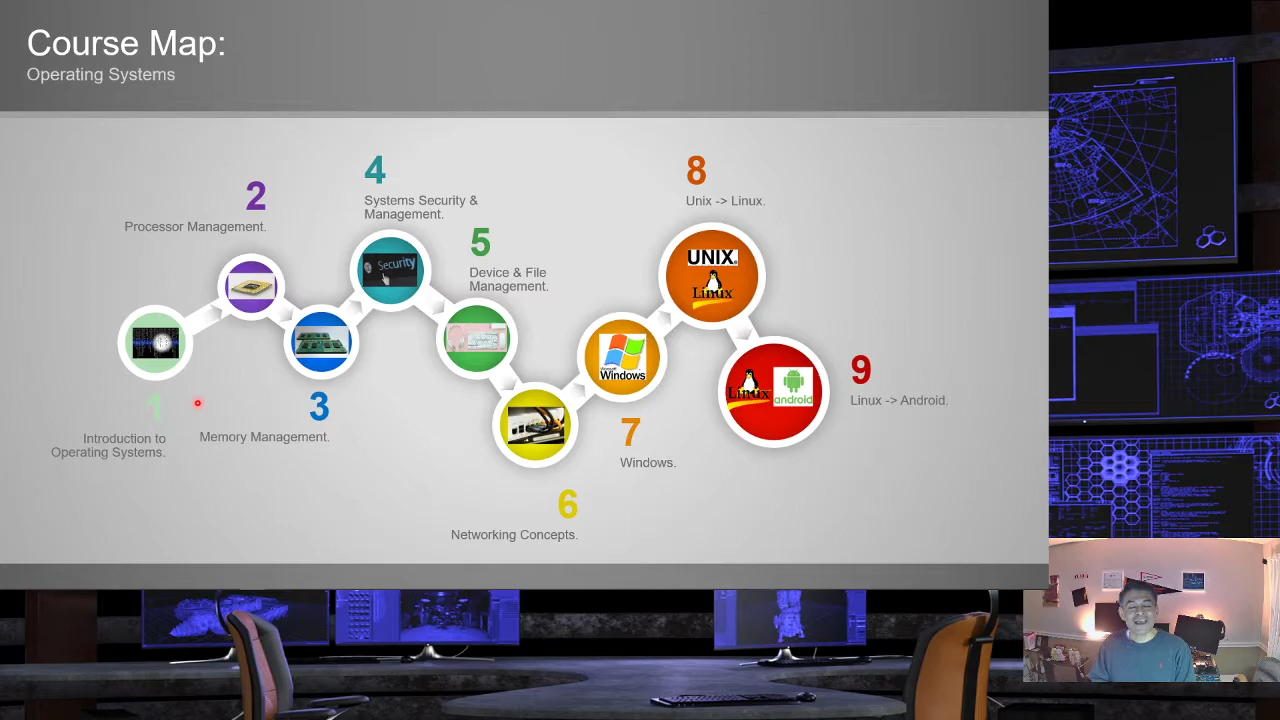 Course Map:
Operating Systems
1
Introduction to
Operating Systems.
2
Processor Management.
3
Memory Management.
4
Systems Security &
Management.
Security
5
Device & File
Management.
6
Networking Concepts.
7
Windows.
Windows
8
Unix -> Linux.
UNIX
Linux
9
Linux -> Android.
Linux
android